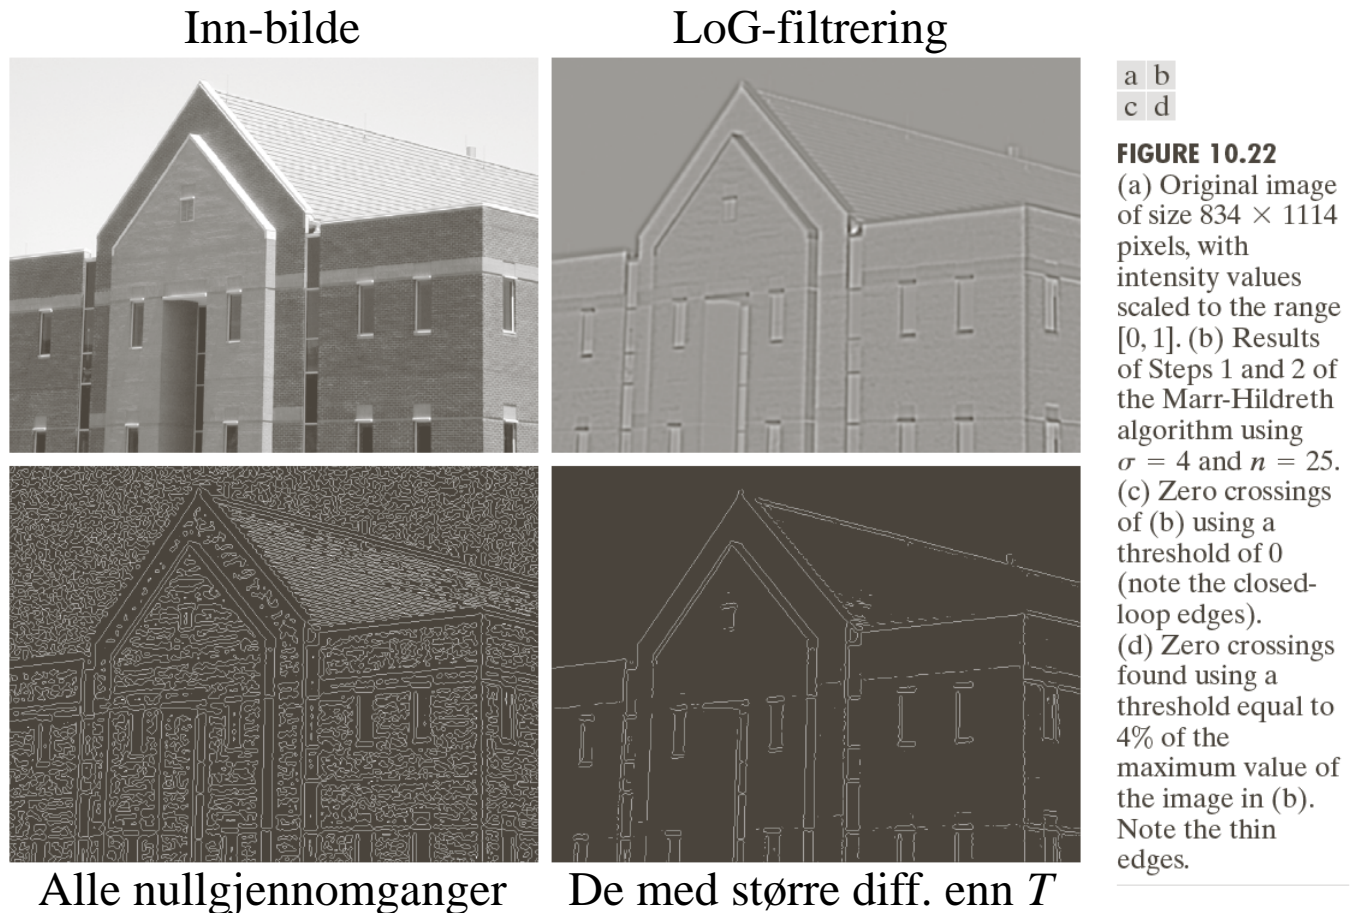 Inn-bilde
LoG-filtrering
a b
c d
FIGURE 10.22
(a) Original image
of size 834 × 1114
pixels, with
intensity values
scaled to the range
[0, 1]. (b) Results
of Steps 1 and 2 of
the Marr-Hildreth
algorithm using
σ = 4 and n = 25.
(c) Zero crossings
of (b) using a
threshold of 0
(note the closed-
loop edges).
(d) Zero crossings
found using a
threshold equal to
4% of the
maximum value of
the image in (b).
Note the thin
edges.
Alle nullgjennomganger
De med større diff. enn T